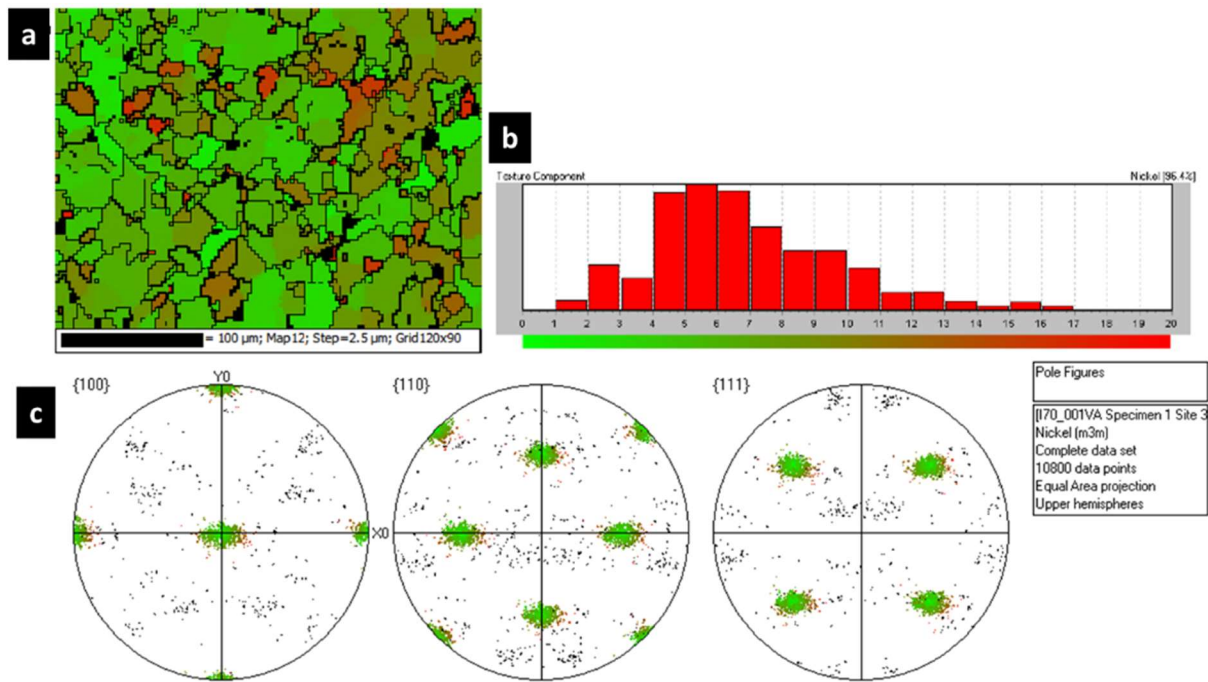 a
= 100 µm; Map12; Step=2.5 µm; Grid120x90
b
Texture Component Nickel [96.4%]
0 1 2 3 4 5 6 7 8 9 10 11 12 13 14 15 16 17 20
c
{100} Y0 {110} {111}
X0
Pole Figures
[I70_001VA Specimen 1 Site 3
Nickel (m3m)
Complete data set
10800 data points
Equal Area projection
Upper hemispheres